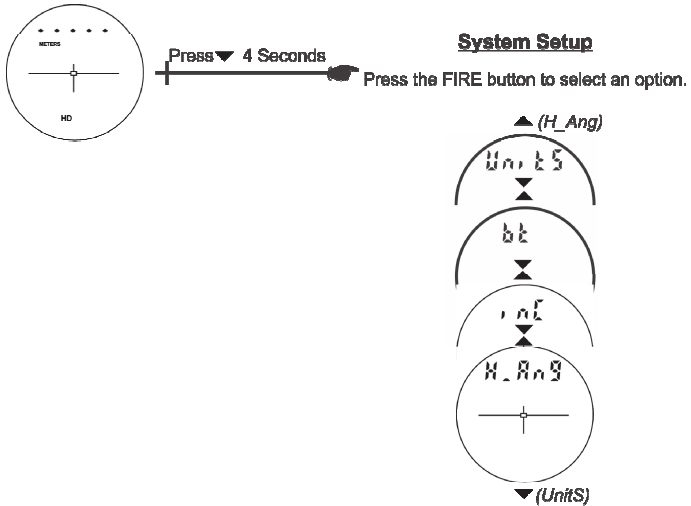 METERS
HD
Press▼ 4 Seconds
System Setup
Press the FIRE button to select an option.
▲ (H_Ang)
UnitS
bt
inC
H_Ang
▼ (UnitS)